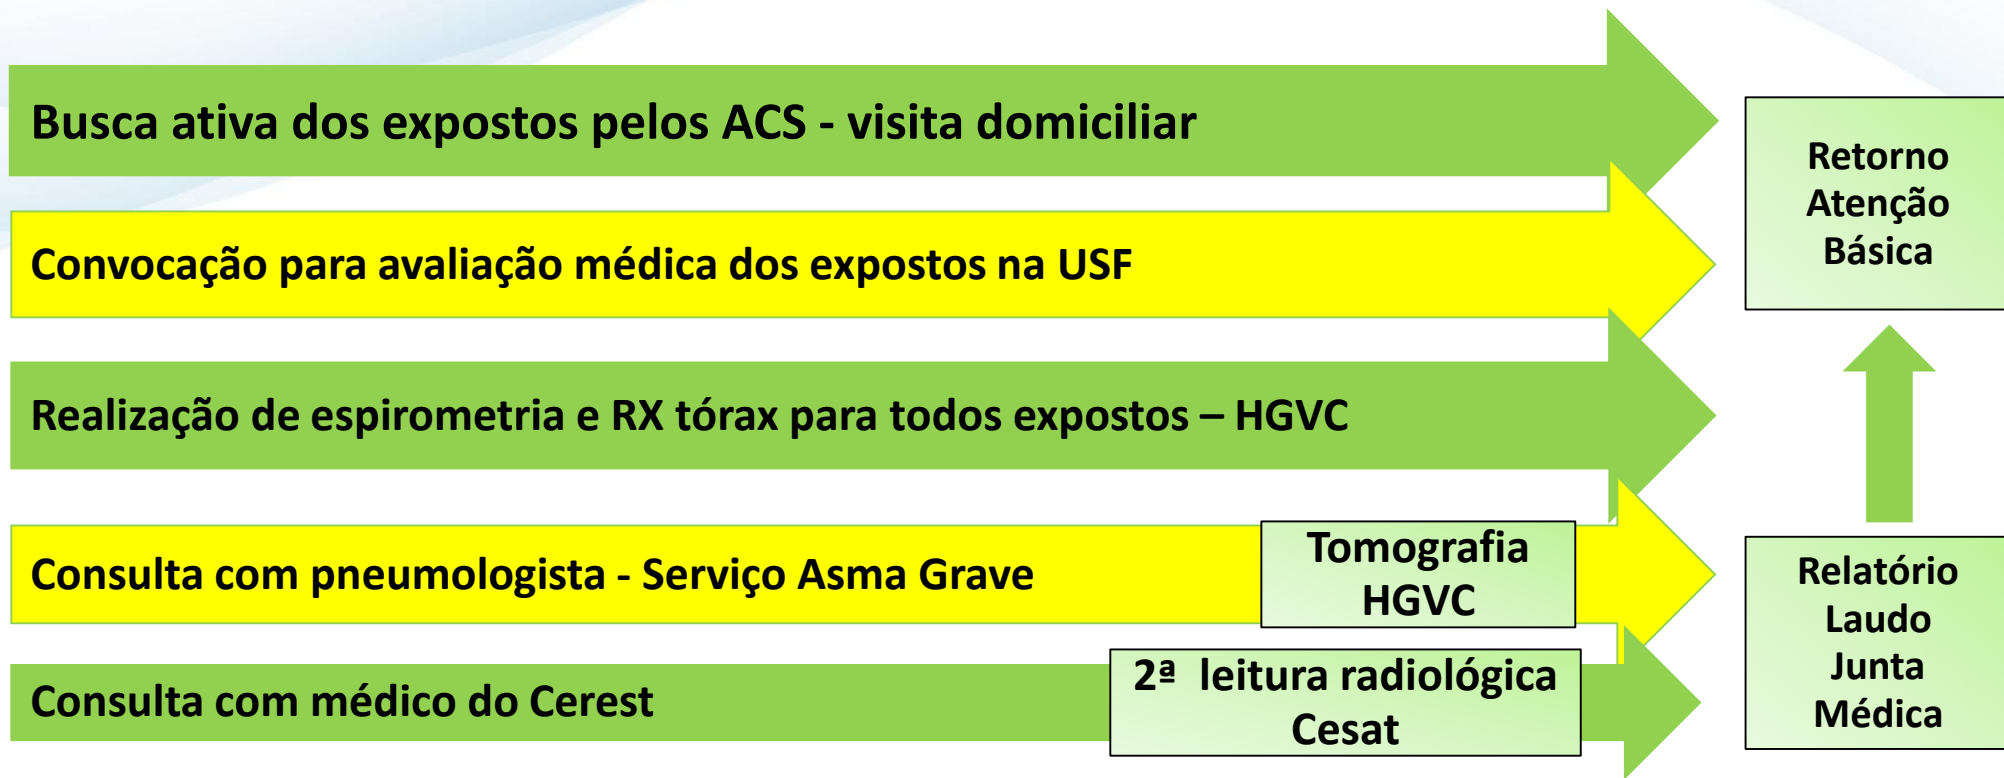 Busca ativa dos expostos pelos ACS - visita domiciliar
Convocação para avaliação médica dos expostos na USF
Realização de espirometria e RX tórax para todos expostos – HGVC
Consulta com pneumologista - Serviço Asma Grave
Tomografia
HGVC
Consulta com médico do Cerest
2ª leitura radiológica
Cesat
Relatório
Laudo
Junta
Médica
Retorno
Atenção
Básica